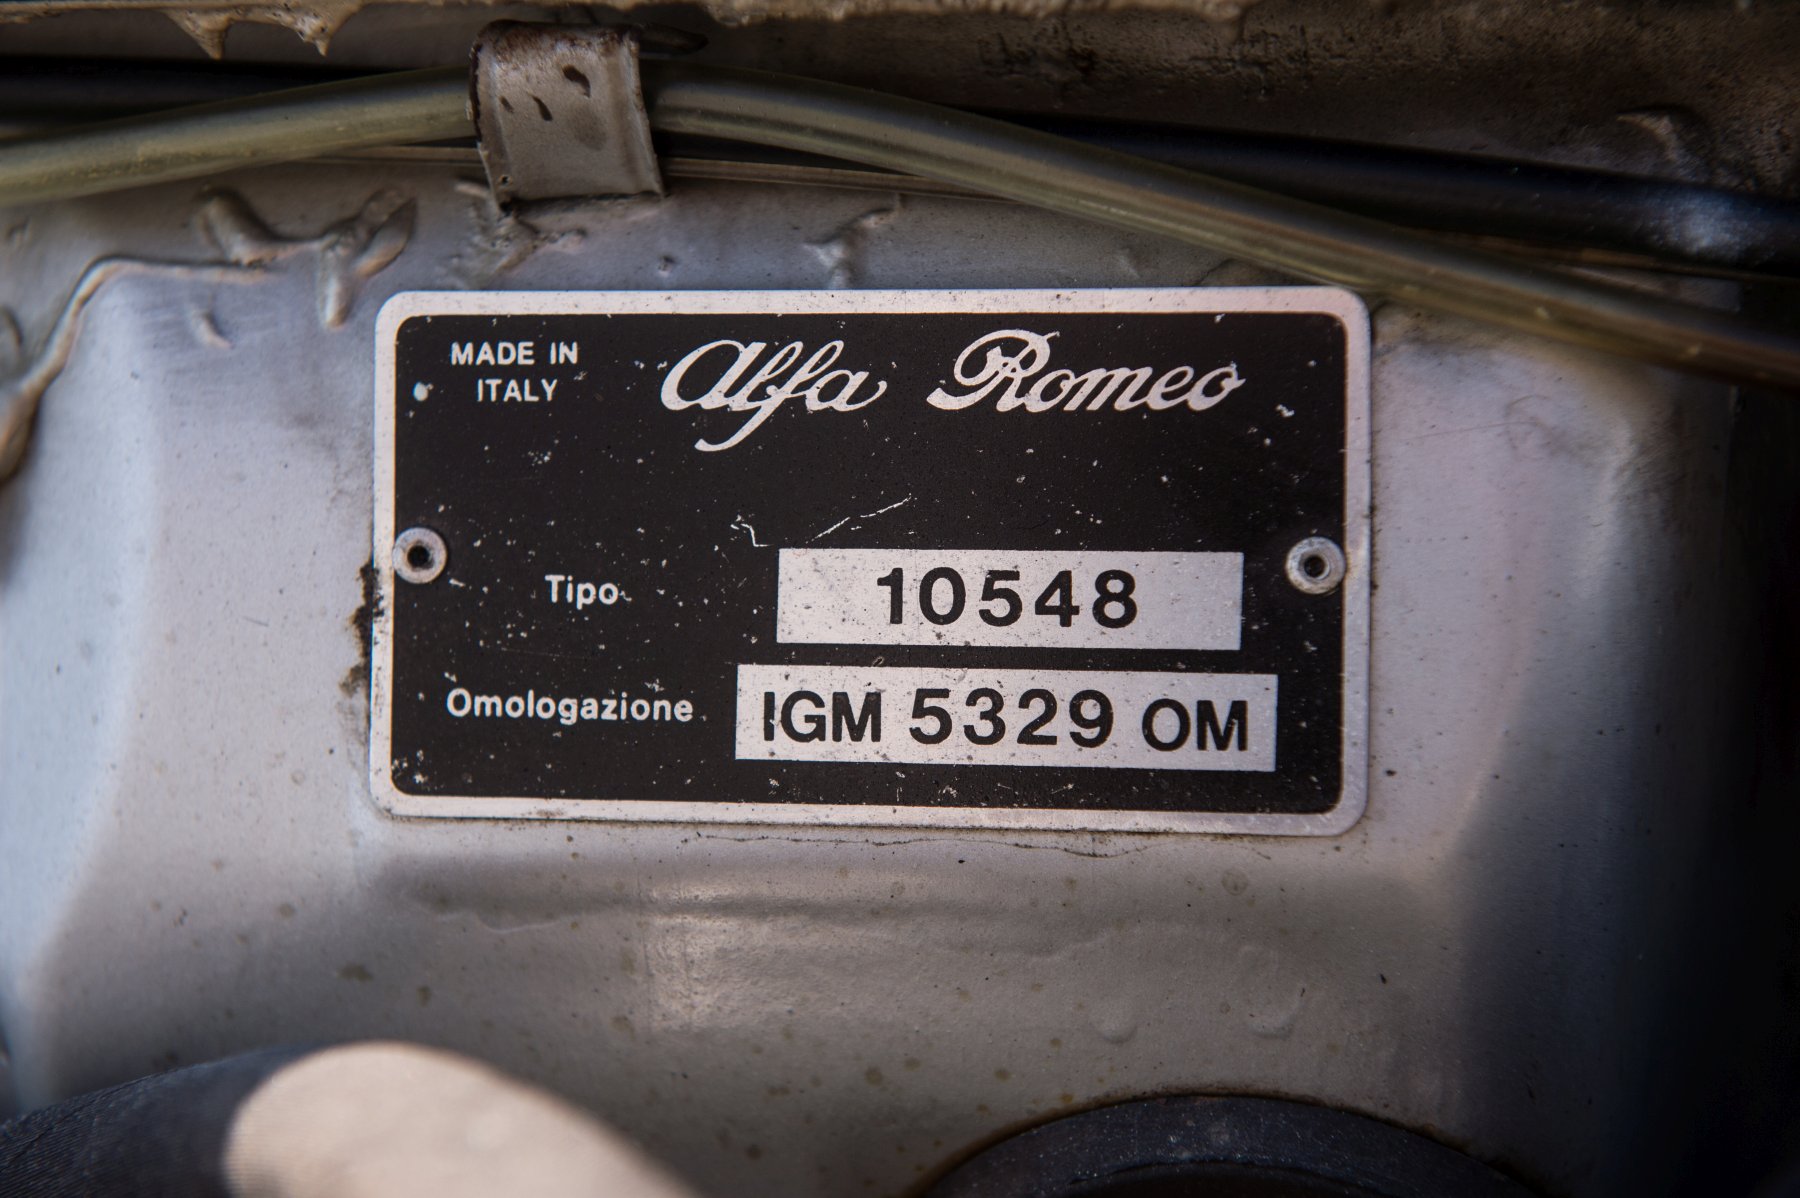 MADE IN
ITALY
Alfa Romeo
Tipo 10548
Omologazione IGM 5329 OM